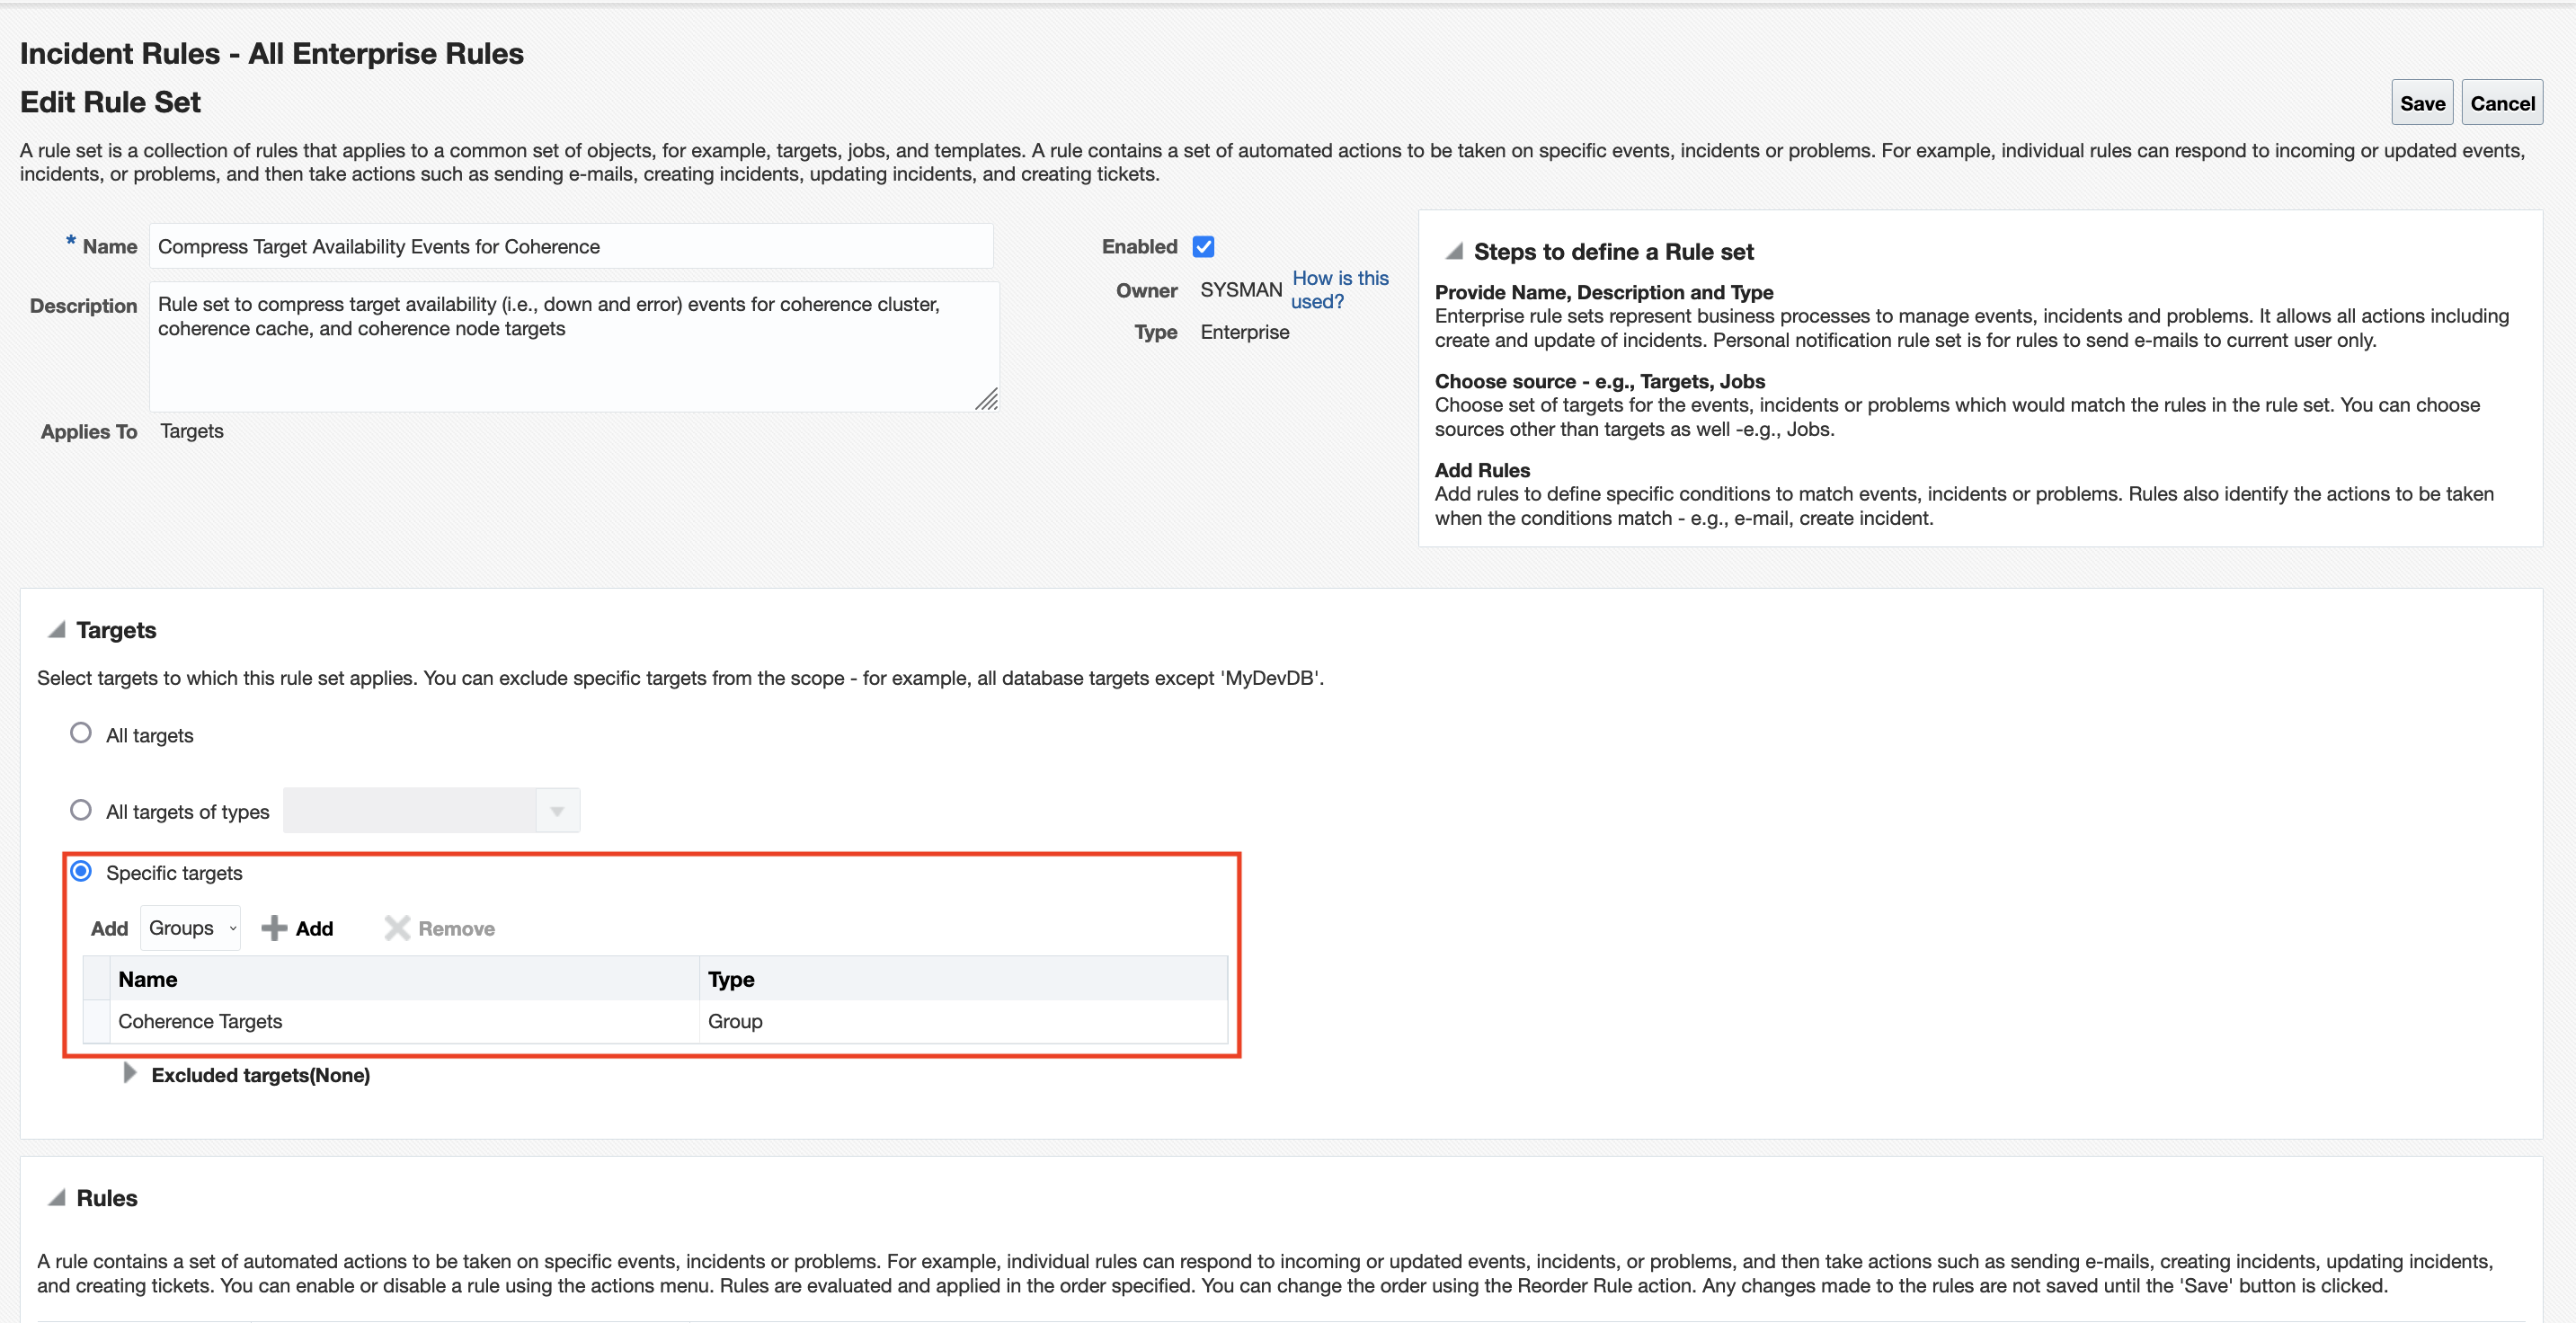 Incident Rules - All Enterprise Rules
Edit Rule Set
Save Cancel
A rule set is a collection of rules that applies to a common set of objects, for example, targets, jobs, and templates. A rule contains a set of automated actions to be taken on specific events, incidents or problems. For example, individual rules can respond to incoming or updated events,
incidents, or problems, and then take actions such as sending e-mails, creating incidents, updating incidents, and creating tickets.
* Name Compress Target Availability Events for Coherence
Description Rule set to compress target availability (i.e., down and error) events for coherence cluster,
coherence cache, and coherence node targets
Applies To Targets
Enabled
Owner SYSMAN How is this
used?
Type Enterprise
Steps to define a Rule set
Provide Name, Description and Type
Enterprise rule sets represent business processes to manage events, incidents and problems. It allows all actions including
create and update of incidents. Personal notification rule set is for rules to send e-mails to current user only.
Choose source - e.g., Targets, Jobs
Choose set of targets for the events, incidents or problems which would match the rules in the rule set. You can choose
sources other than targets as well -e.g., Jobs.
Add Rules
Add rules to define specific conditions to match events, incidents or problems. Rules also identify the actions to be taken
when the conditions match - e.g., e-mail, create incident.
Targets
Select targets to which this rule set applies. You can exclude specific targets from the scope - for example, all database targets except 'MyDevDB'.
All targets
All targets of types
Specific targets
Add Groups Add Remove
Name Type
Coherence Targets Group
Excluded targets(None)
Rules
A rule contains a set of automated actions to be taken on specific events, incidents or problems. For example, individual rules can respond to incoming or updated events, incidents, or problems, and then take actions such as sending e-mails, creating incidents, updating incidents,
and creating tickets. You can enable or disable a rule using the actions menu. Rules are evaluated and applied in the order specified. You can change the order using the Reorder Rule action. Any changes made to the rules are not saved until the 'Save' button is clicked.